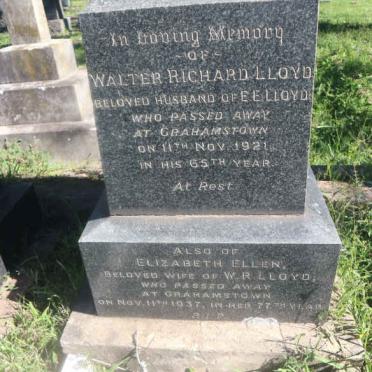 In Loving Memory
OF
WALTER RICHARD LLOYD
BELOVED HUSBAND OF E.E. LLOYD
WHO PASSED AWAY
AT GRAHAMSTOWN
ON 11TH NOV. 1921,
IN HIS 65TH YEAR.
At Rest.
ALSO OF
ELIZABETH ELLEN,
BELOVED WIFE OF W.R. LLOYD,
WHO PASSED AWAY
AT GRAHAMSTOWN
ON NOV. 11TH 1937, IN HER 77TH YEAR.